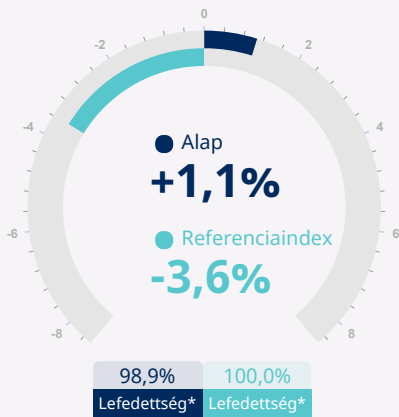 0
-2 2
-4 4
Alap
+1,1%
Referenciaindex
-6 6
-3,6%
-8 8
98,9% 100,0%
Lefedettség* Lefedettség*